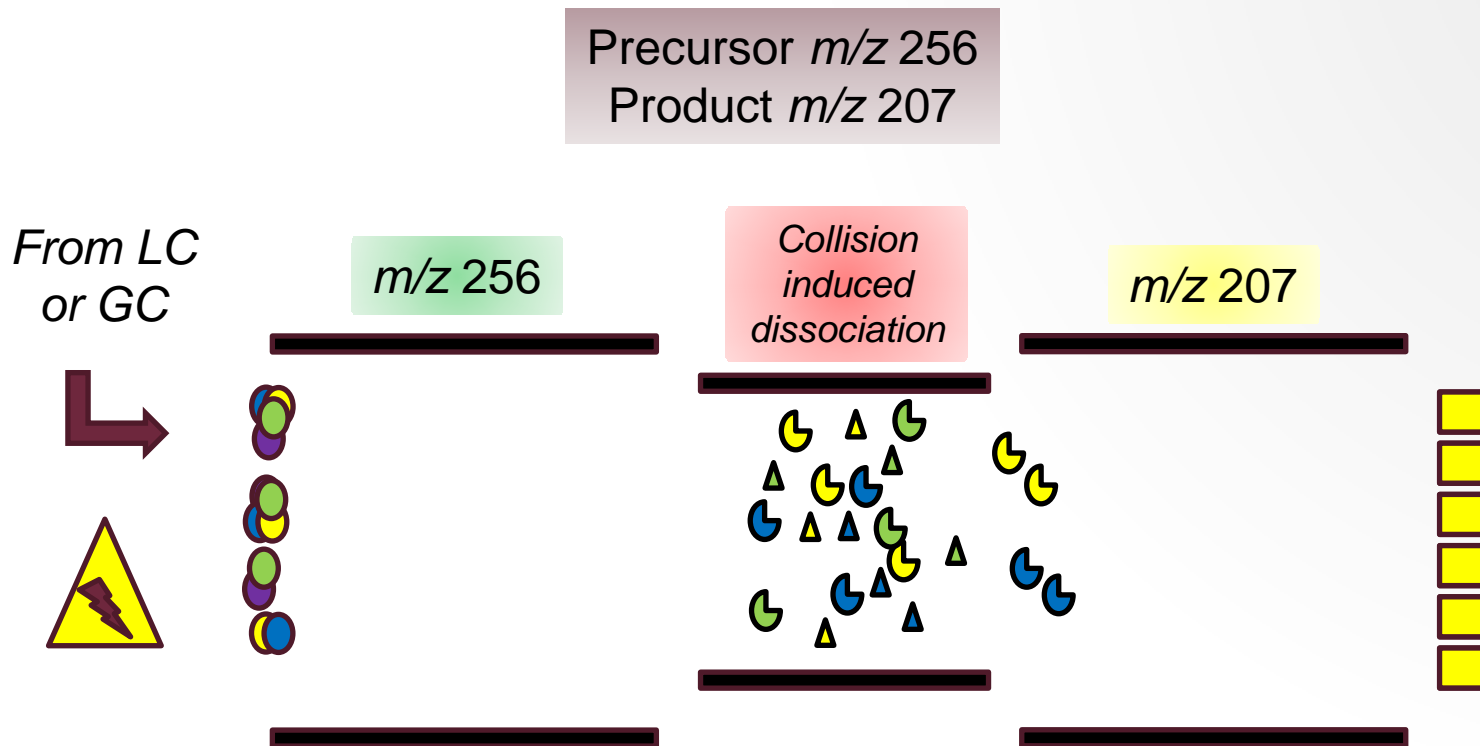 Precursor m/z 256
Product m/z 207
From LC
or GC
m/z 256
Collision
induced
dissociation
m/z 207